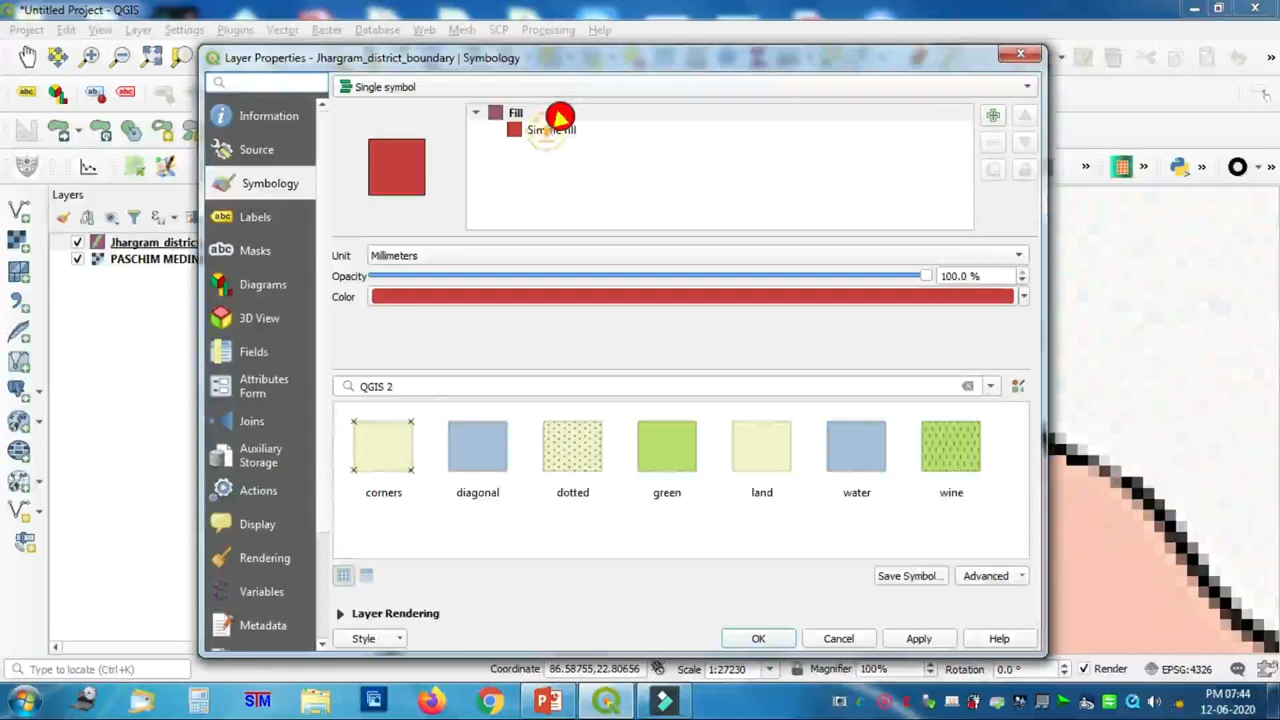 *Untitled Project - QGIS
Project Edit View Layer Settings Plugins Vector Raster Database Web Mesh SCP Processing Help
Layer Properties - Jhargram_district_boundary | Symbology
Single symbol
Information
Source
Symbology
Labels
Masks
Diagrams
3D View
Fields
Attributes
Form
Joins
Auxiliary
Storage
Actions
Display
Rendering
Variables
Metadata
Fill
Unit Millimeters
Opacity 100.0 %
Color
QGIS 2
corners diagonal dotted green land water wine
Save Symbol... Advanced
Layer Rendering
Style OK Cancel Apply Help
Layers
Jhargram_distric
PASCHIM MEDIN
Type to locate (Ctrl+K) Coordinate 86.58755,22.80656 Scale 1:27230 Magnifier 100% Rotation 0.0 ° Render EPSG:4326
STM
PM 07:44
12-06-2020